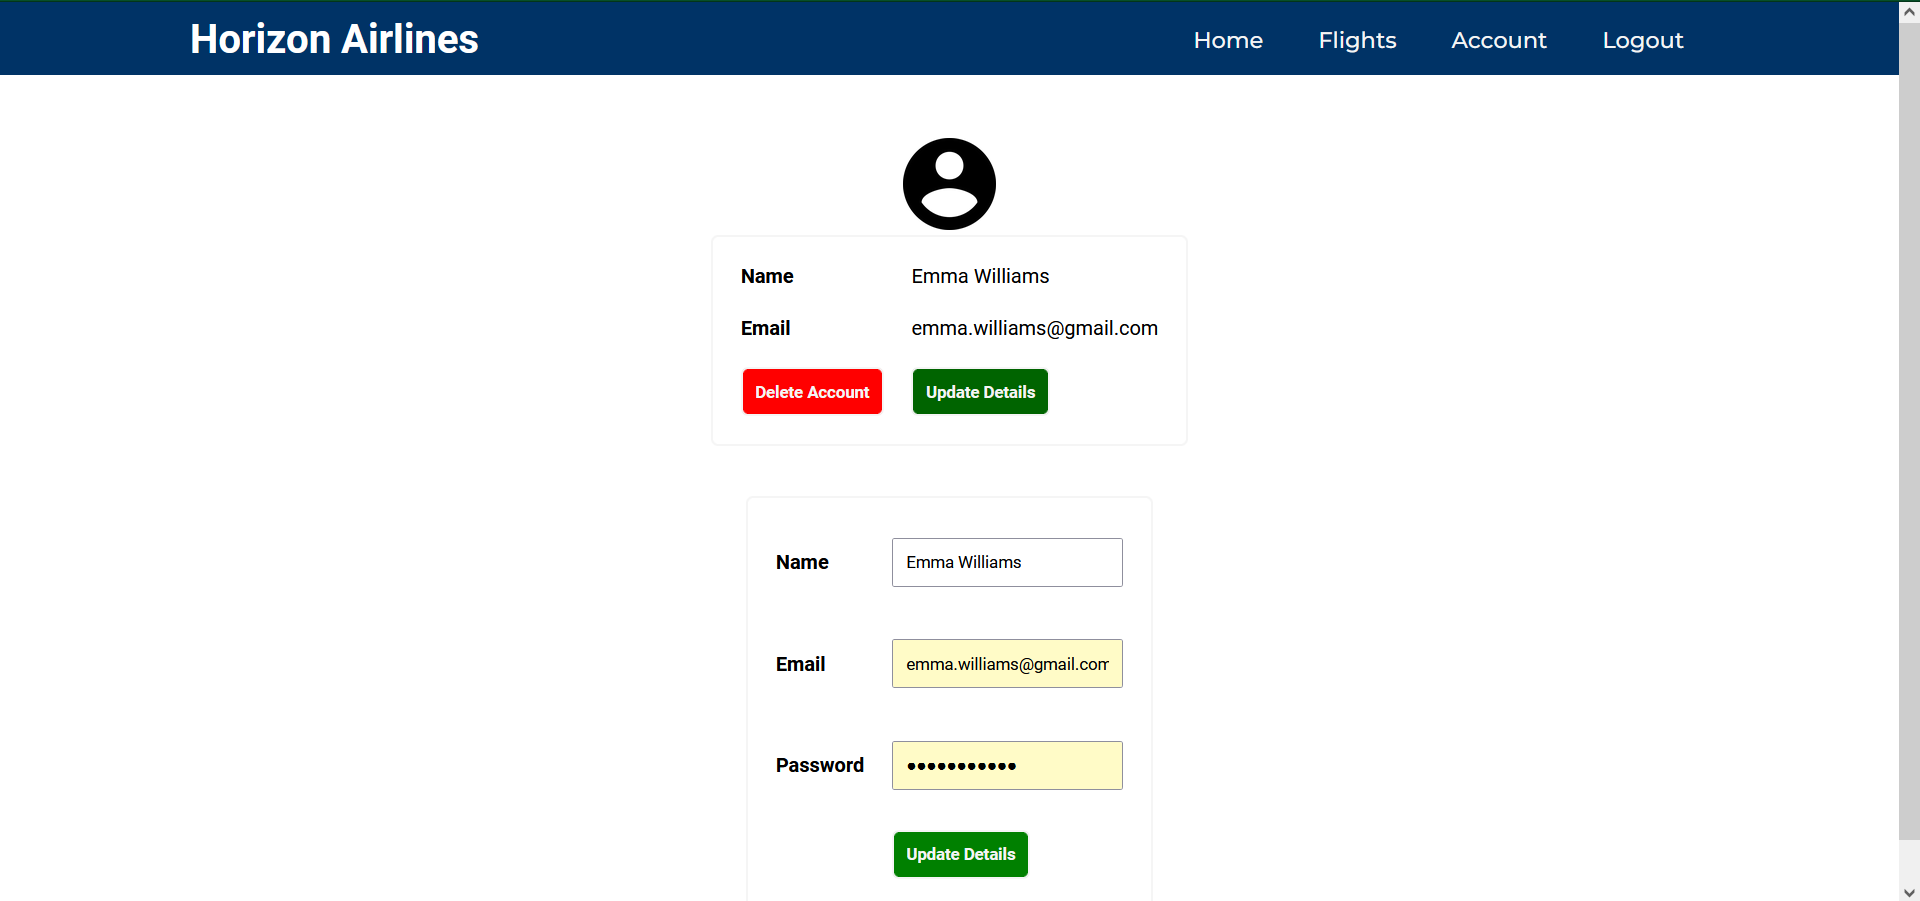 Horizon Airlines Home Flights Account Logout
Name Emma Williams
Email emma.williams@gmail.com
Delete Account Update Details
Name Emma Williams
Email emma.williams@gmail.com
Password •••••••••••
Update Details